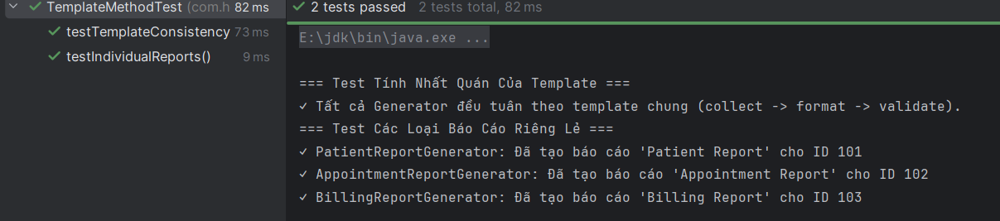 TemplateMethodTest (com.h 82 ms
testTemplateConsistency 73 ms
testIndividualReports() 9 ms
2 tests passed 2 tests total, 82 ms
E:\jdk\bin\java.exe ...
=== Test Tính Nhất Quán Của Template ===
✓ Tất cả Generator đều tuân theo template chung (collect -> format -> validate).
=== Test Các Loại Báo Cáo Riêng Lẻ ===
✓ PatientReportGenerator: Đã tạo báo cáo 'Patient Report' cho ID 101
✓ AppointmentReportGenerator: Đã tạo báo cáo 'Appointment Report' cho ID 102
✓ BillingReportGenerator: Đã tạo báo cáo 'Billing Report' cho ID 103